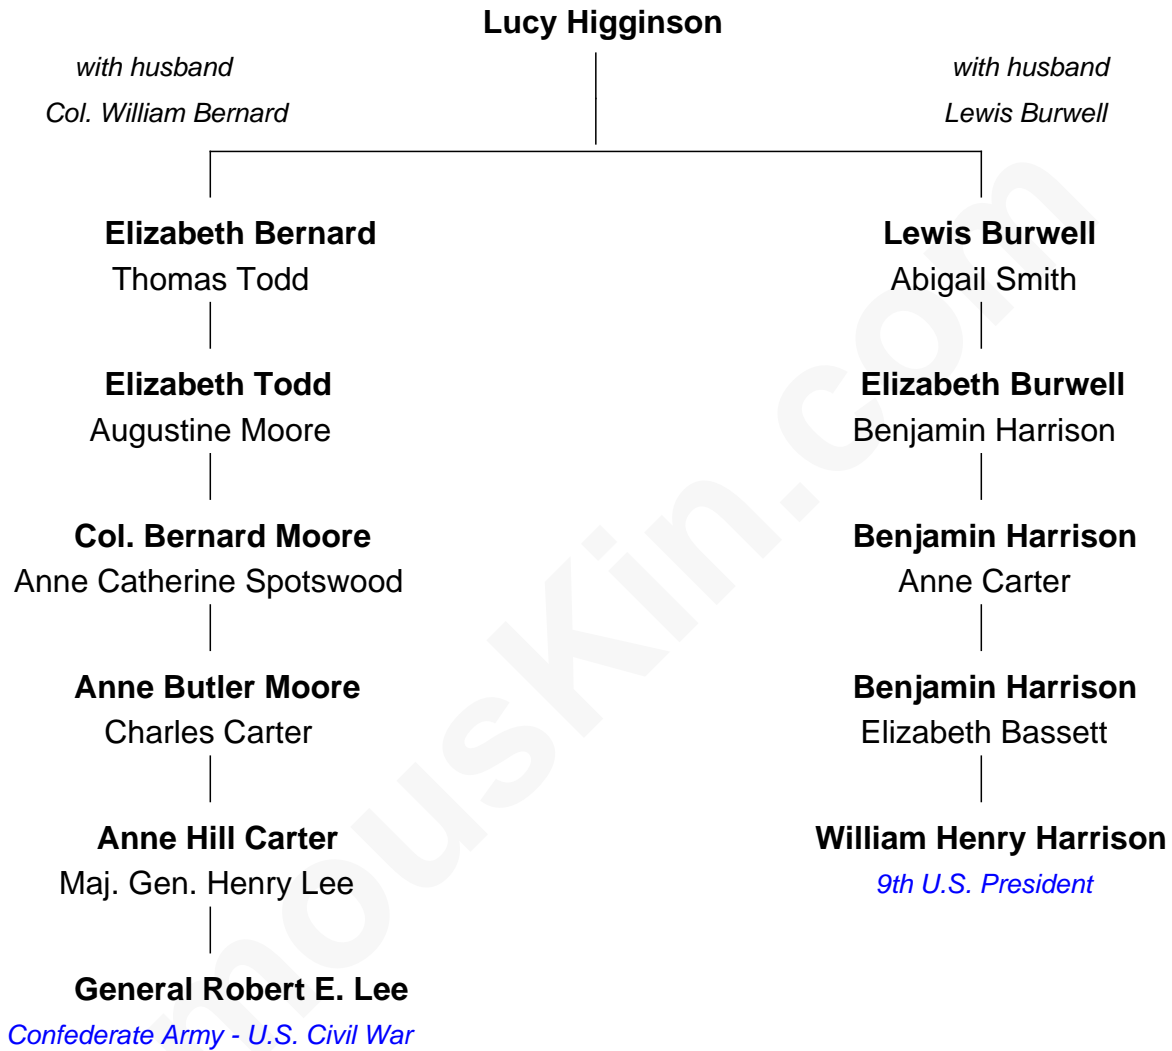 Lucy Higginson
with husband
Col. William Bernard
with husband
Lewis Burwell
Elizabeth Bernard
Thomas Todd
Elizabeth Todd
Augustine Moore
Col. Bernard Moore
Anne Catherine Spotswood
Anne Butler Moore
Charles Carter
Anne Hill Carter
Maj. Gen. Henry Lee
General Robert E. Lee
Confederate Army - U.S. Civil War
Lewis Burwell
Abigail Smith
Elizabeth Burwell
Benjamin Harrison
Benjamin Harrison
Anne Carter
Benjamin Harrison
Elizabeth Bassett
William Henry Harrison
9th U.S. President
mousKin.com